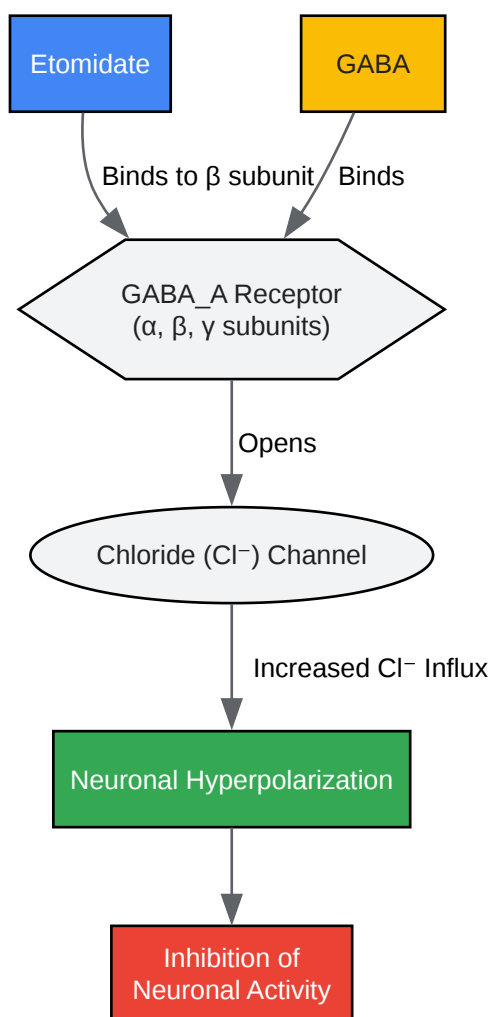 Etomidate
GABA
Binds to β subunit
Binds
GABA_A Receptor
(α, β, γ subunits)
Opens
Chloride (Cl⁻) Channel
Increased Cl⁻ Influx
Neuronal Hyperpolarization
Inhibition of
Neuronal Activity